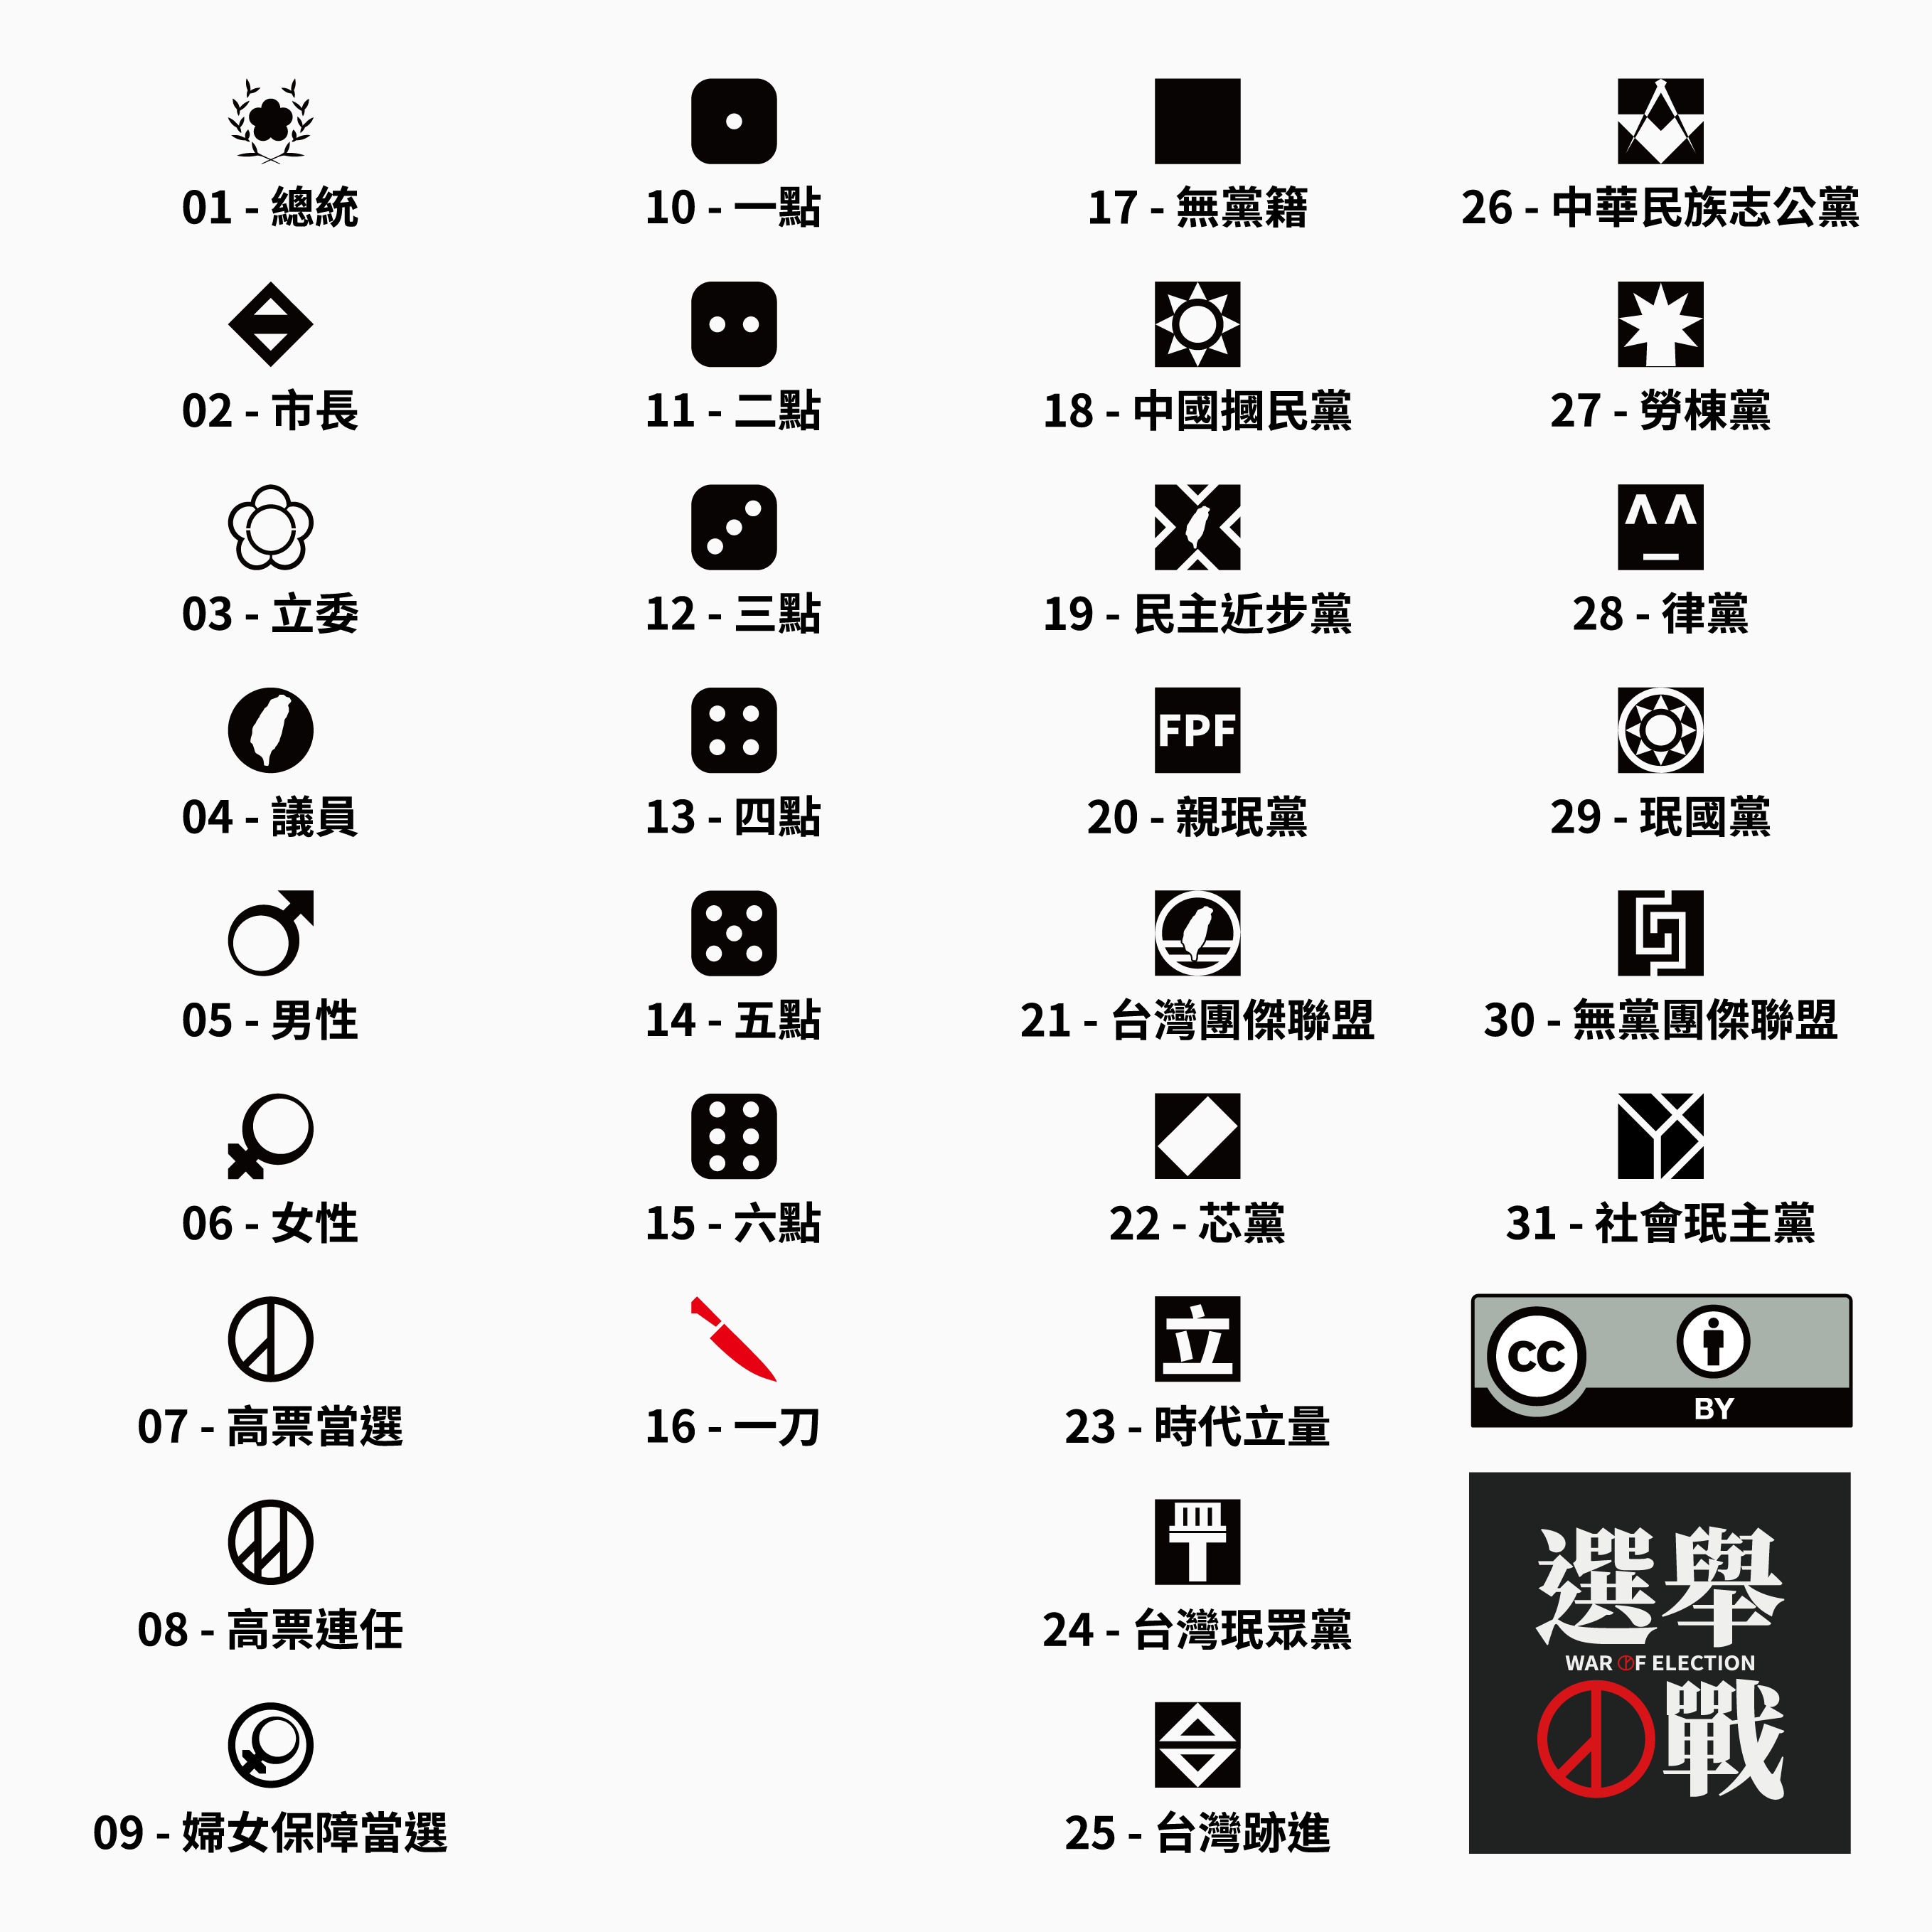 01 - 總統
02 - 市長
03 - 立委
04 - 議員
05 - 男性
06 - 女性
07 - 高票當選
08 - 高票連任
09 - 婦女保障當選
10 - 一點
11 - 二點
12 - 三點
13 - 四點
14 - 五點
15 - 六點
16 - 一刀
17 - 無黨籍
18 - 中國摑民黨
19 - 民主近步黨
FPF
20 - 親珉黨
21 - 台灣團傑聯盟
22 - 芯黨
立
23 - 時代立量
24 - 台灣珉眾黨
25 - 台灣跡進
26 - 中華民族志公黨
27 - 勞棟黨
28 - 律黨
29 - 珉國黨
30 - 無黨團傑聯盟
31 - 社會珉主黨
CC
BY
選舉
WAR OF ELECTION
戰